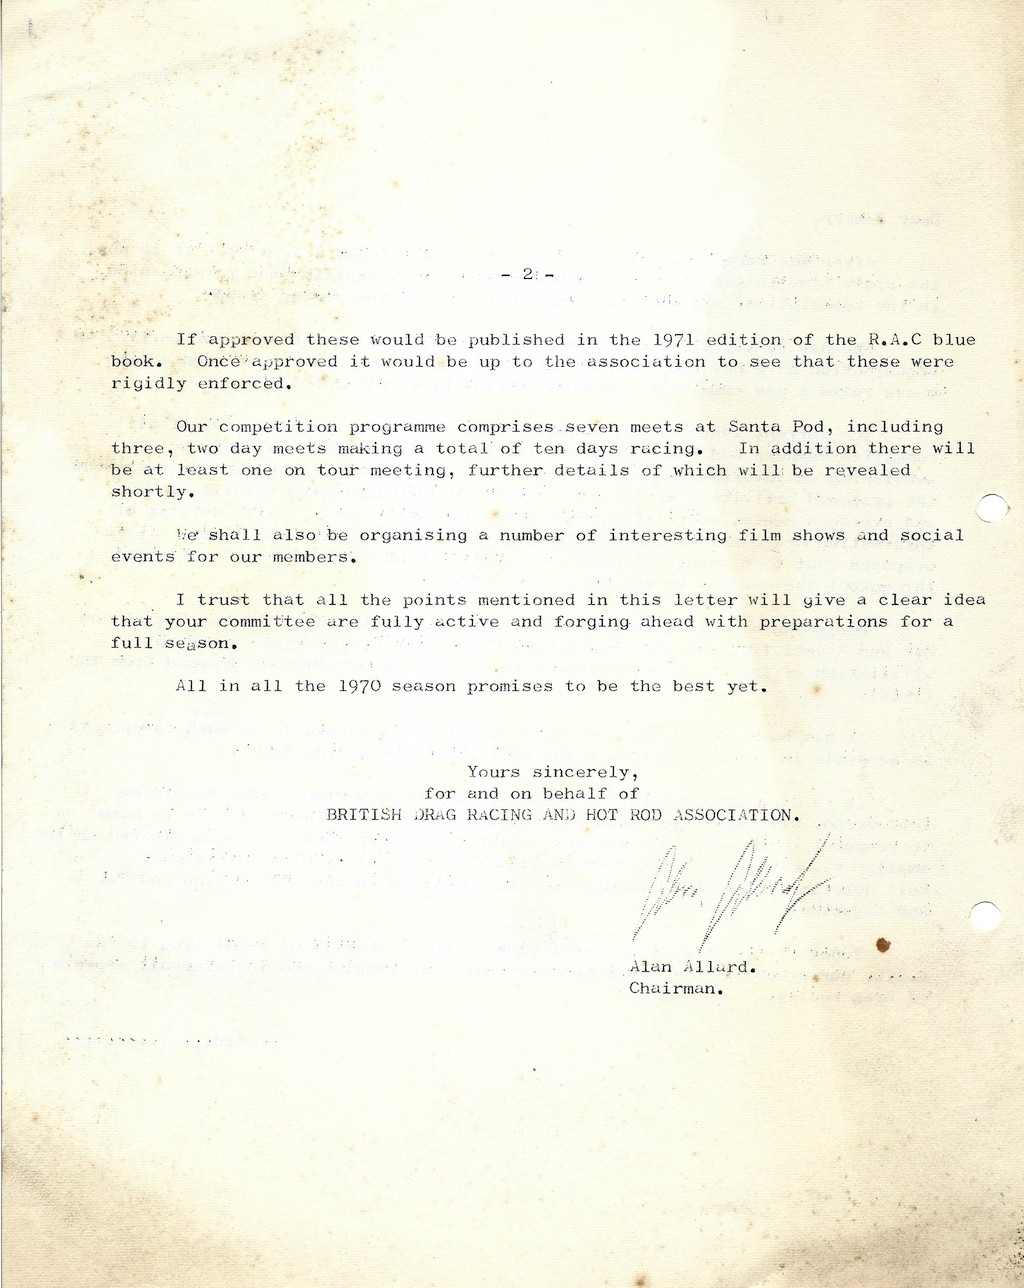 - 2 -
If approved these would be published in the 1971 edition of the R.A.C blue
book. Once approved it would be up to the association to see that these were
rigidly enforced.
Our competition programme comprises seven meets at Santa Pod, including
three, two day meets making a total of ten days racing. In addition there will
be at least one on tour meeting, further details of which will be revealed
shortly.
We shall also be organising a number of interesting film shows and social
events for our members.
I trust that all the points mentioned in this letter will give a clear idea
that your committee are fully active and forging ahead with preparations for a
full season.
All in all the 1970 season promises to be the best yet.
Yours sincerely,
for and on behalf of
BRITISH DRAG RACING AND HOT ROD ASSOCIATION.
Alan Allard
Alan Allard.
Chairman.